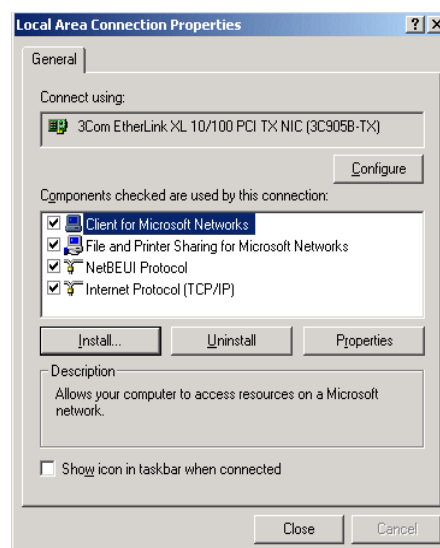 Local Area Connection Properties
General
Connect using:
3Com EtherLink XL 10/100 PCI TX NIC (3C905B-TX)
Configure
Components checked are used by this connection:
Client for Microsoft Networks
File and Printer Sharing for Microsoft Networks
NetBEUI Protocol
Internet Protocol (TCP/IP)
Install... Uninstall Properties
Description
Allows your computer to access resources on a Microsoft
network.
Show icon in taskbar when connected
Close Cancel